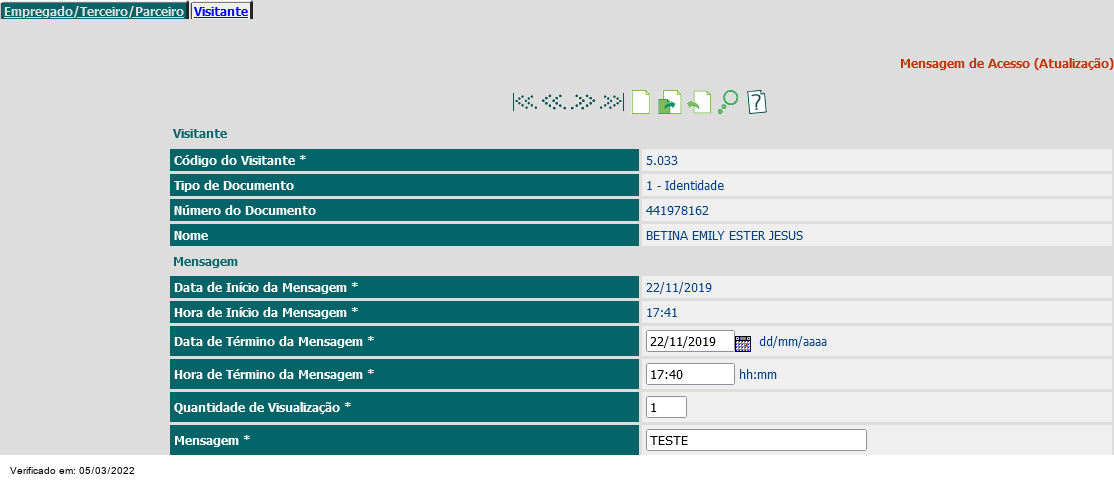 Empregado/Terceiro/Parceiro Visitante
Mensagem de Acesso (Atualização)
Visitante
Código do Visitante * 5.033
Tipo de Documento 1 - Identidade
Número do Documento 441978162
Nome BETINA EMILY ESTER JESUS
Mensagem
Data de Início da Mensagem * 22/11/2019
Hora de Início da Mensagem * 17:41
Data de Término da Mensagem * 22/11/2019 dd/mm/aaaa
Hora de Término da Mensagem * 17:40 hh:mm
Quantidade de Visualização * 1
Mensagem * TESTE
Verificado em: 05/03/2022